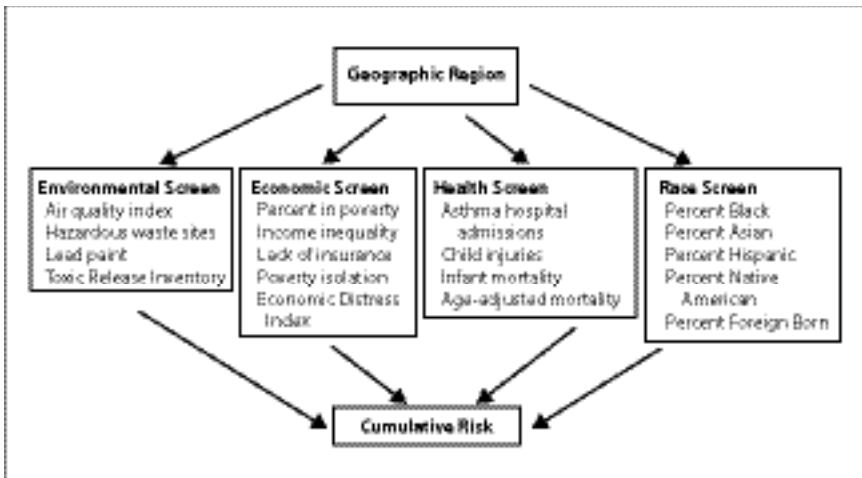 Geographic Region
Environmental Screen
Air quality index
Hazardous waste sites
Lead paint
Toxic Release Inventory
Economic Screen
Percent in poverty
Income inequality
Lack of insurance
Poverty isolation
Economic Distress
Index
Health Screen
Asthma hospital
admissions
Child injuries
Infant mortality
Age-adjusted mortality
Race Screen
Percent Black
Percent Asian
Percent Hispanic
Percent Native
American
Percent Foreign Born
Cumulative Risk